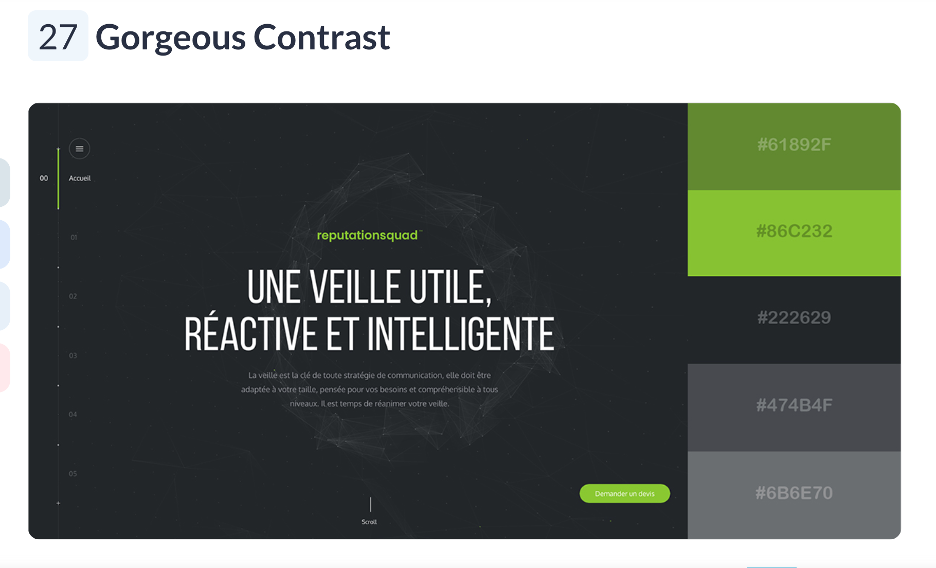 27 Gorgeous Contrast
00 Accueil
01
02
03
04
05
reputationsquad™
UNE VEILLE UTILE,
RÉACTIVE ET INTELLIGENTE
La veille est la clé de toute stratégie de communication, elle doit être
adaptée à votre taille, pensée pour vos besoins et compréhensible à tous
niveaux. Il est temps de réanimer votre veille.
Demander un devis
Scroll
#61892F
#86C232
#222629
#474B4F
#6B6E70